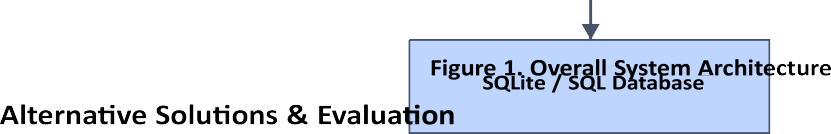 Figure 1. Overall System Architecture
SQLite / SQL Database
Alternative Solutions & Evaluation